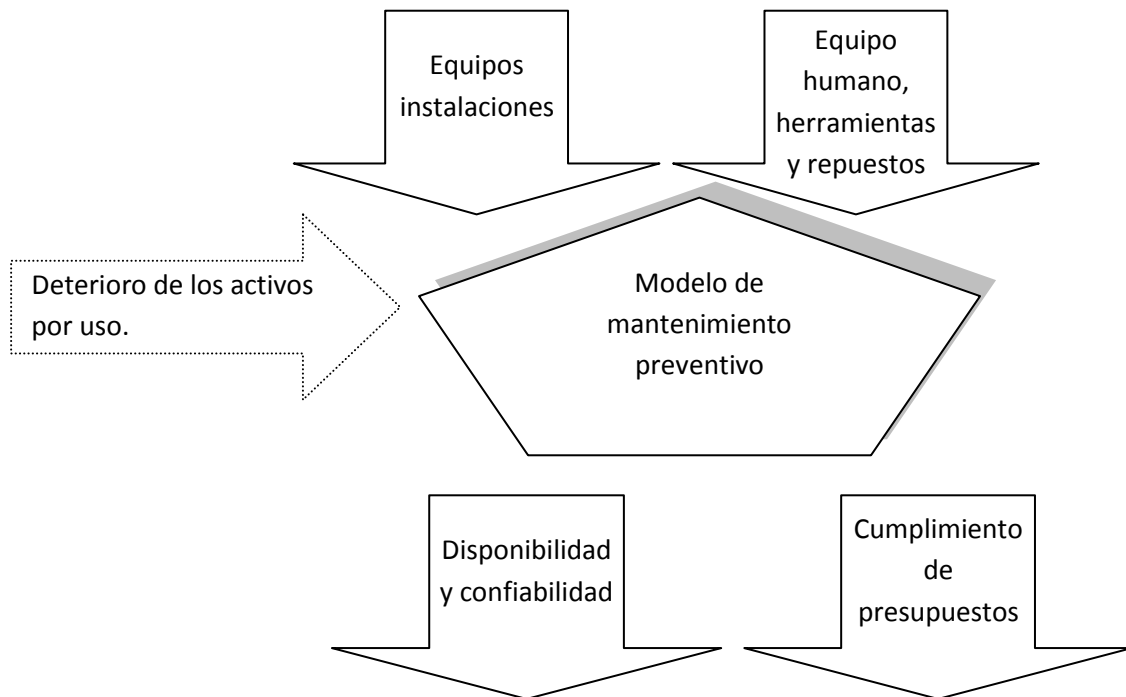 Equipos
instalaciones
Equipo
humano,
herramientas
y repuestos
Deterioro de los activos
por uso.
Modelo de
mantenimiento
preventivo
Disponibilidad
y confiabilidad
Cumplimiento
de
presupuestos